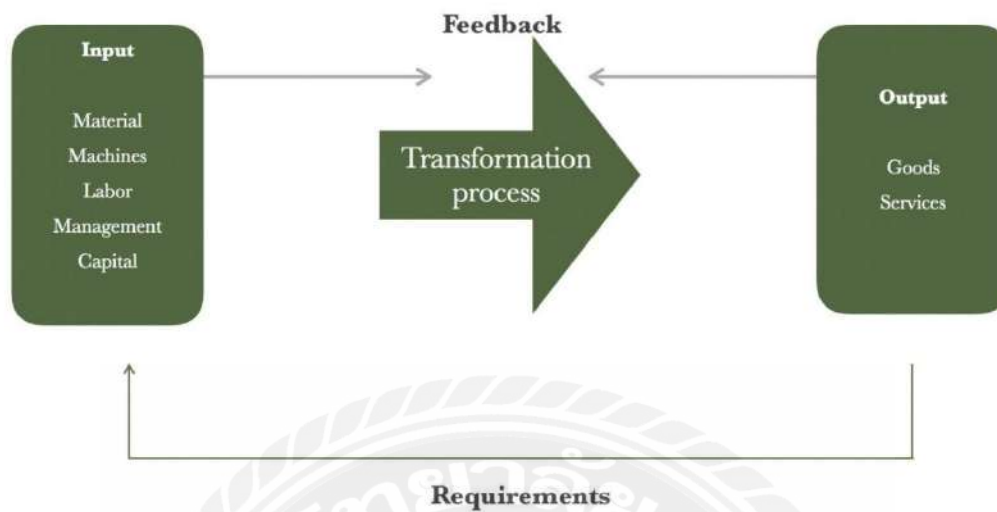 Feedback
Input
Material
Machines
Labor
Management
Capital
Transformation
process
Output
Goods
Services
Requirements